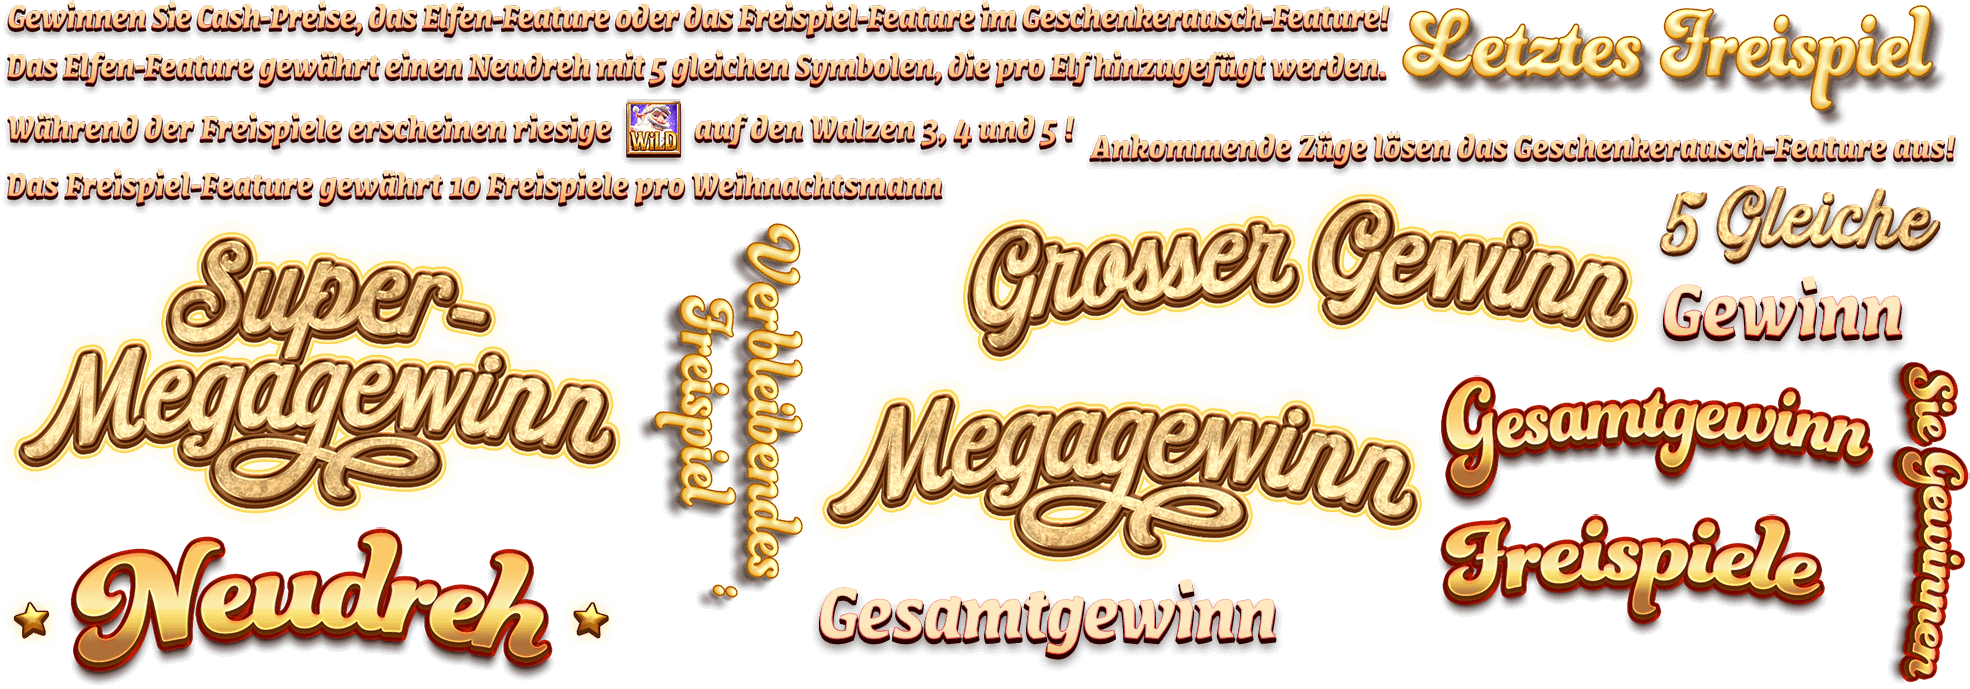 Gewinnen Sie Cash-Preise, das Elfen-Feature oder das Freispiel-Feature im Geschenkerausch-Feature!
Das Elfen-Feature gewährt einen Neudreh mit 5 gleichen Symbolen, die pro Elf hinzugefügt werden.
Letztes Freispiel
Während der Freispiele erscheinen riesige WILD auf den Walzen 3, 4 und 5 !
Ankommende Züge lösen das Geschenkerausch-Feature aus!
Das Freispiel-Feature gewährt 10 Freispiele pro Weihnachtsmann
5 Gleiche
Grosser Gewinn
Gewinn
Super-
Megagewinn
Verbleibendes
Freispiel :
Megagewinn
Gesamtgewinn
Sie Gewinnen
Freispiele
Neudreh
Gesamtgewinn